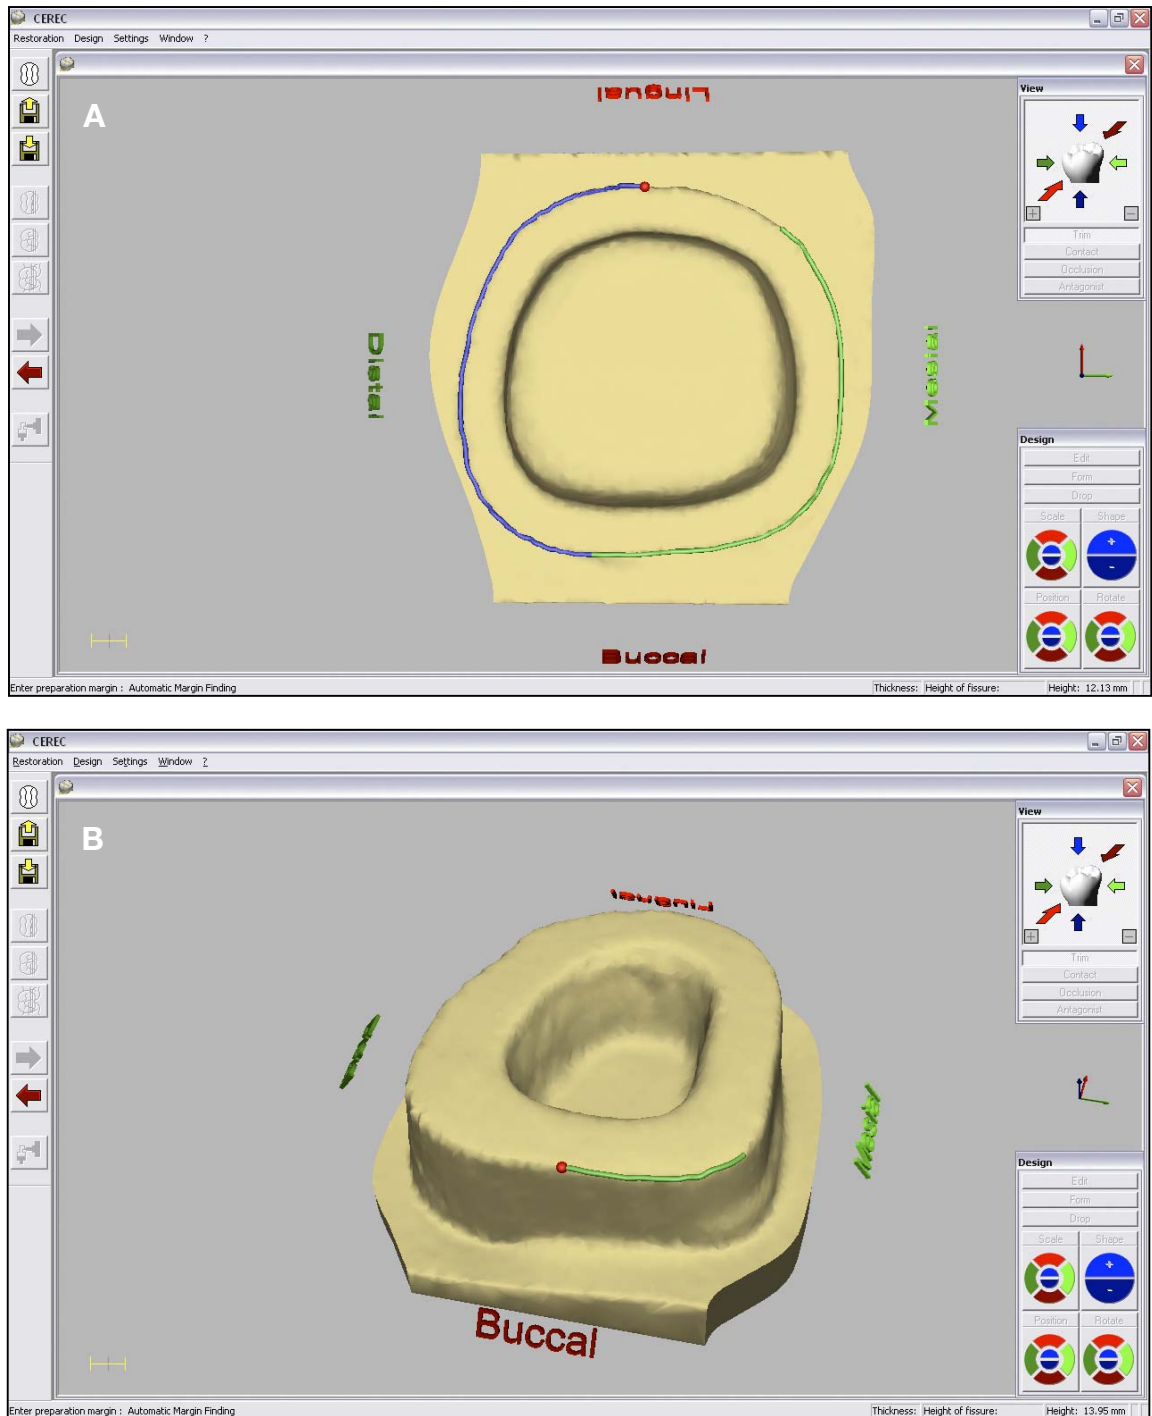 CEREC
Restoration Design Settings Window ?
A
Lingual
View
Trim
Contact
Occlusion
Antagonist
Distal
Mesial
Design
Edit
Form
Drop
Scale Shape
+
-
Position Rotate
Buccal
Enter preparation margin : Automatic Margin Finding Thickness: Height of fissure: Height: 12.13 mm
CEREC
Restoration Design Settings Window ?
B
Lingual
View
Trim
Contact
Occlusion
Antagonist
Mesial
Design
Edit
Form
Drop
Scale Shape
+
-
Position Rotate
Buccal
Enter preparation margin : Automatic Margin Finding Thickness: Height of fissure: Height: 13.95 mm